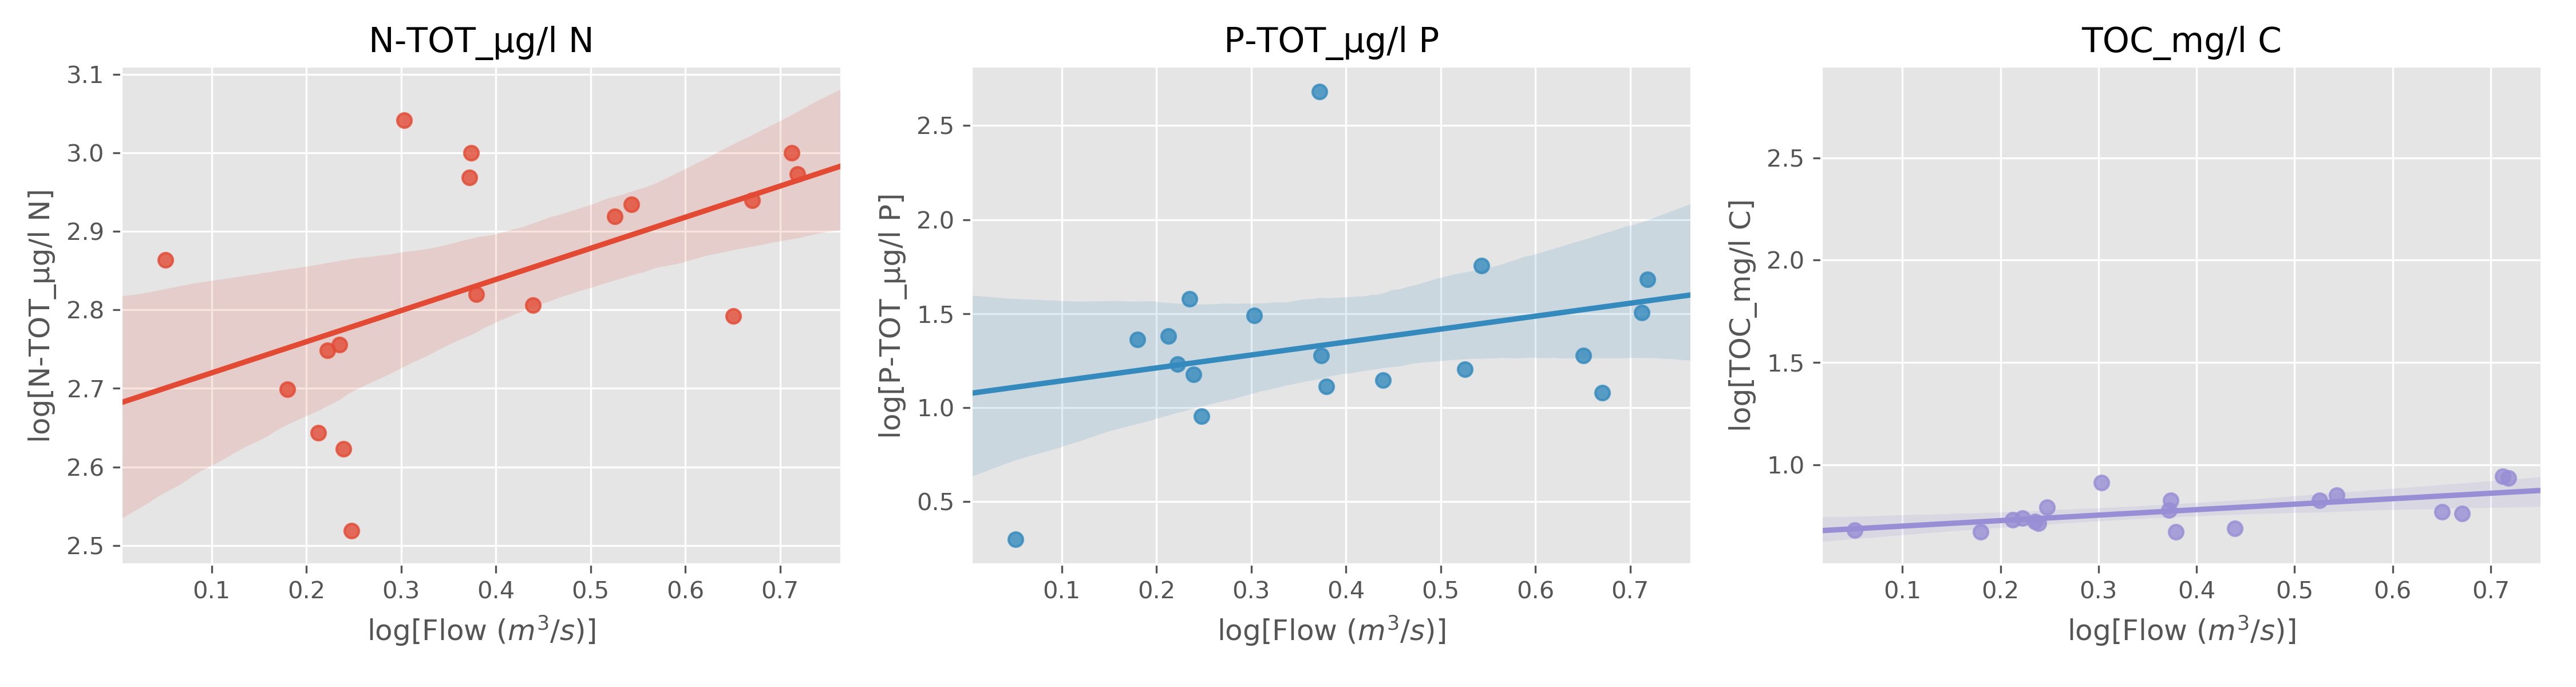 N-TOT_µg/l N
log[N-TOT_µg/l N]
3.1
3.0
2.9
2.8
2.7
2.6
2.5
0.1 0.2 0.3 0.4 0.5 0.6 0.7
log[Flow (m³/s)]
P-TOT_µg/l P
log[P-TOT_µg/l P]
2.5
2.0
1.5
1.0
0.5
0.1 0.2 0.3 0.4 0.5 0.6 0.7
log[Flow (m³/s)]
TOC_mg/l C
log[TOC_mg/l C]
2.5
2.0
1.5
1.0
0.1 0.2 0.3 0.4 0.5 0.6 0.7
log[Flow (m³/s)]